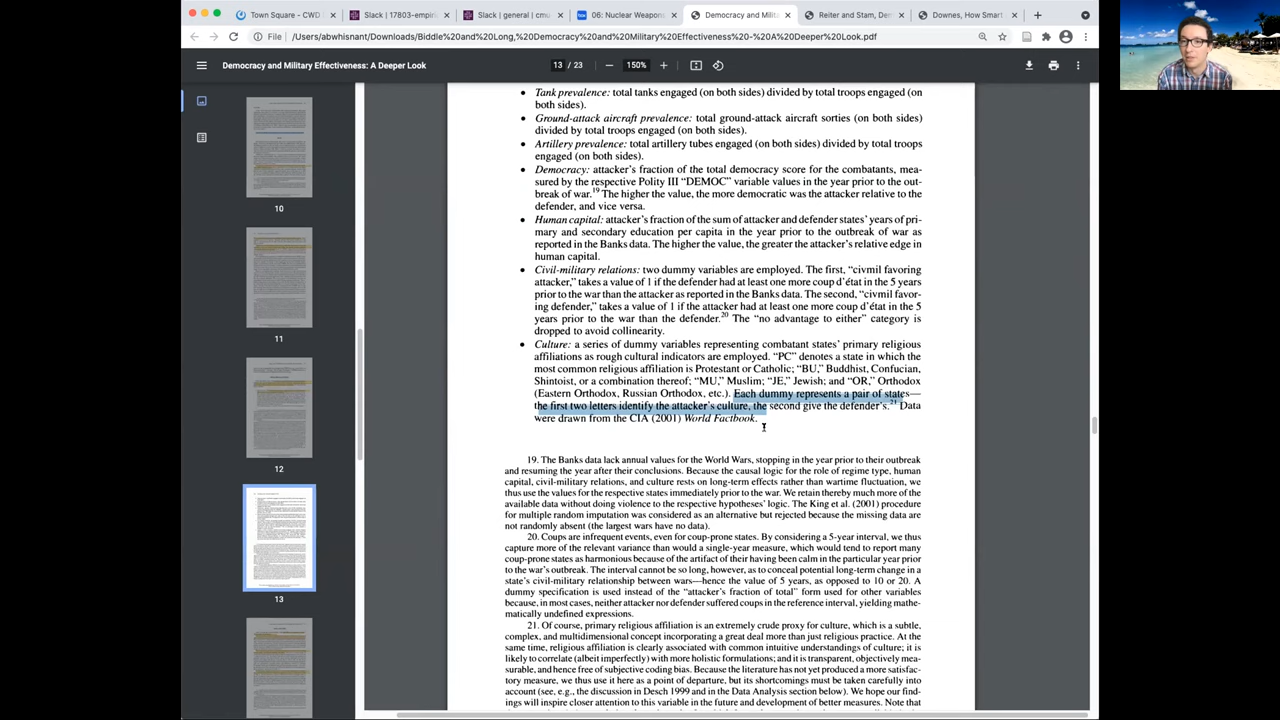 Town Square - CWD
Slack | 17803-empiri
Slack | general | cmu
06: Nuclear Weapons
Democracy and Milit
Reiter and Stam, Den
Downes, How Smart
File | /Users/abwhisnant/Downloads/Biddle%20and%20Long,%20Democracy%20and%20Military%20Effectiveness%20-%20A%20Deeper%20Look.pdf
Democracy and Military Effectiveness: A Deeper Look
13 / 23
150%
10
11
12
13
• Tank prevalence: total tanks engaged (on both sides) divided by total troops engaged (on
both sides).
• Ground-attack aircraft prevalence: total ground-attack aircraft sorties (on both sides)
divided by total troops engaged (on both sides).
• Artillery prevalence: total artillery tubes engaged (on both sides) divided by total troops
engaged (on both sides).
• Democracy: attacker's fraction of the total democracy score for the combatants, mea-
sured by the respective Polity III “DEMOC” variable values in the year prior to the out-
break of war.19 The higher the value, the more democratic was the attacker relative to the
defender, and vice versa.
• Human capital: attacker's fraction of the sum of attacker and defender states' years of pri-
mary and secondary education per capita in the year prior to the outbreak of war as
reported in the Banks data. The higher the value, the greater the attacker's relative edge in
human capital.
• Civil-military relations: two dummy variables are employed. The first, “civmil favoring
attacker,” takes a value of 1 if the defender had at least one more coup d'état in the 5 years
prior to the war than the attacker as reported in the Banks data. The second, “civmil favor-
ing defender,” takes a value of 1 if the attacker had at least one more coup d'état in the 5
years prior to the war than the defender.20 The “no advantage to either” category is
dropped to avoid collinearity.
• Culture: a series of dummy variables representing combatant states' primary religious
affiliations as rough cultural indicators are employed. “PC” denotes a state in which the
most common religious affiliation is Protestant or Catholic; “BU,” Buddhist, Confucian,
Shintoist, or a combination thereof; “MU,” Muslim; “JE,” Jewish; and “OR,” Orthodox
(Eastern Orthodox, Russian Orthodox, etc.). Each dummy represents a pair of states—
the first two letters identify the attacker's culture, the second give the defender's.21 Data
were drawn from the CIA (2001) World Factbook.
19. The Banks data lack annual values for the World Wars, stopping in the year prior to their outbreak
and resuming the year after their conclusions. Because the causal logic for the role of regime type, human
capital, civil-military relations, and culture rests on long-term effects rather than wartime fluctuation, we
thus use the values for the respective states immediately prior to the war. We retain thereby much more of the
available data without doing violence to the respective hypotheses' logic. The King et al. (2001) procedure
for multiple random imputation was considered as an alternative but rejected because the missing data are
not randomly absent (the largest wars have no data).
20. Coups are infrequent events, even for coup-prone states. By considering a 5-year interval, we thus
capture more of the relevant variance than would a single-year measure, which would tend to report many
coup-prone states as harmonious because of the artifact of their having been calm in the particular year prior
to the war's outbreak. The interval cannot be so long, however, as to conceal potential long-term change in a
state's civil-military relationship between wars—hence the value of 5 years, as opposed to 10 or 20. A
dummy specification is used instead of the “attacker's fraction of total” form used for other variables
because, in most cases, neither attacker nor defender suffered coups in the reference interval, yielding mathe-
matically undefined expressions.
21. Of course, primary religious affiliation is an extremely crude proxy for culture, which is a subtle,
complex, and multidimensional concept incorporating a great deal more than just religious practice. At the
same time, religious affiliation is clearly associated with common intuitive understandings of culture; it is
likely to correlate (albeit imperfectly) with more holistic formulations; and it is transparent, objectively mea-
surable, and hence free of subjective coding bias. Because the literature has not yet produced a more satisfac-
tory measure, we thus use it here as a point of departure, but its shortcomings must be taken carefully into
account (see, e.g., the discussion in Desch 1999 and in the Data Analysis section below). We hope our find-
ings will inspire closer attention to this variable in the future and development of better measures. Note that